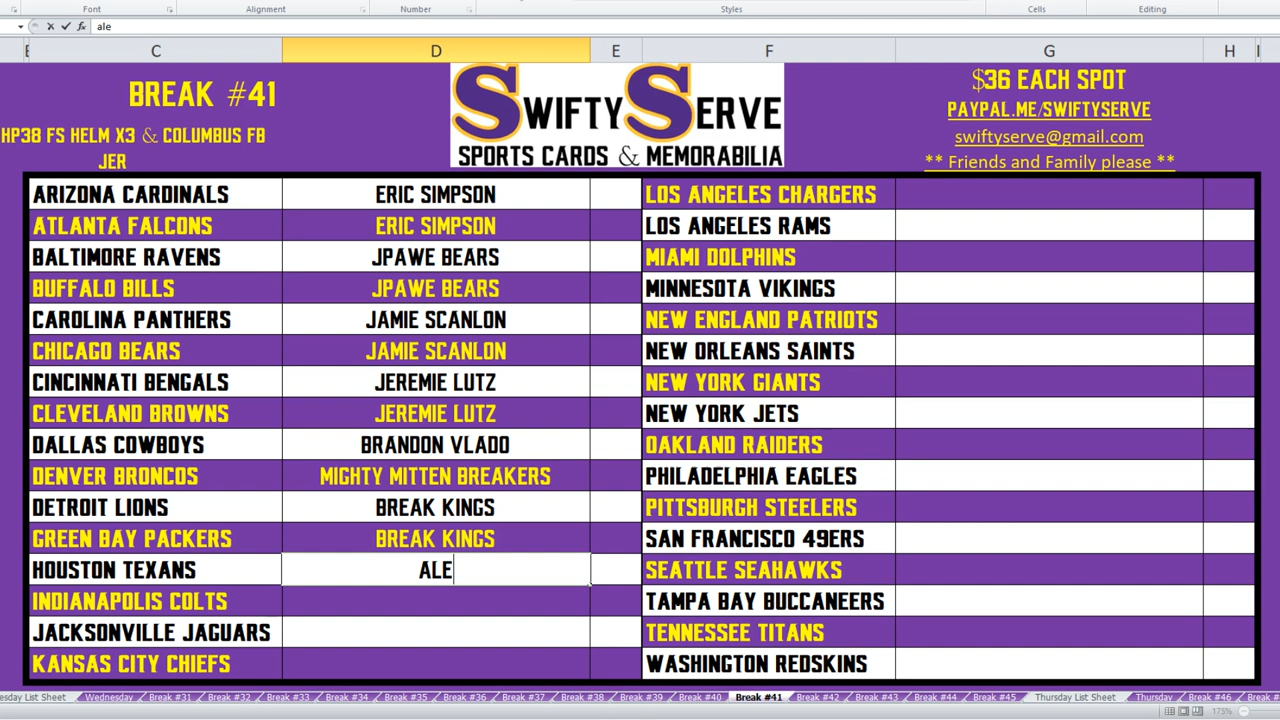 Font Alignment Number Styles Cells Editing
ale
C D E F G H I
BREAK #41
HP38 FS HELM X3 & COLUMBUS FB
JER
SWIFTYSERVE
SPORTS CARDS & MEMORABILIA
$36 EACH SPOT
PAYPAL.ME/SWIFTYSERVE
swiftyserve@gmail.com
** Friends and Family please **
ARIZONA CARDINALS ERIC SIMPSON LOS ANGELES CHARGERS
ATLANTA FALCONS ERIC SIMPSON LOS ANGELES RAMS
BALTIMORE RAVENS JPAWE BEARS MIAMI DOLPHINS
BUFFALO BILLS JPAWE BEARS MINNESOTA VIKINGS
CAROLINA PANTHERS JAMIE SCANLON NEW ENGLAND PATRIOTS
CHICAGO BEARS JAMIE SCANLON NEW ORLEANS SAINTS
CINCINNATI BENGALS JEREMIE LUTZ NEW YORK GIANTS
CLEVELAND BROWNS JEREMIE LUTZ NEW YORK JETS
DALLAS COWBOYS BRANDON VLADO OAKLAND RAIDERS
DENVER BRONCOS MIGHTY MITTEN BREAKERS PHILADELPHIA EAGLES
DETROIT LIONS BREAK KINGS PITTSBURGH STEELERS
GREEN BAY PACKERS BREAK KINGS SAN FRANCISCO 49ERS
HOUSTON TEXANS ALE SEATTLE SEAHAWKS
INDIANAPOLIS COLTS TAMPA BAY BUCCANEERS
JACKSONVILLE JAGUARS TENNESSEE TITANS
KANSAS CITY CHIEFS WASHINGTON REDSKINS
List Sheet Wednesday Break #31 Break #32 Break #33 Break #34 Break #35 Break #36 Break #37 Break #38 Break #39 Break #40 Break #41 Break #42 Break #43 Break #44 Break #45 Thursday List Sheet Thursday Break #46
175%